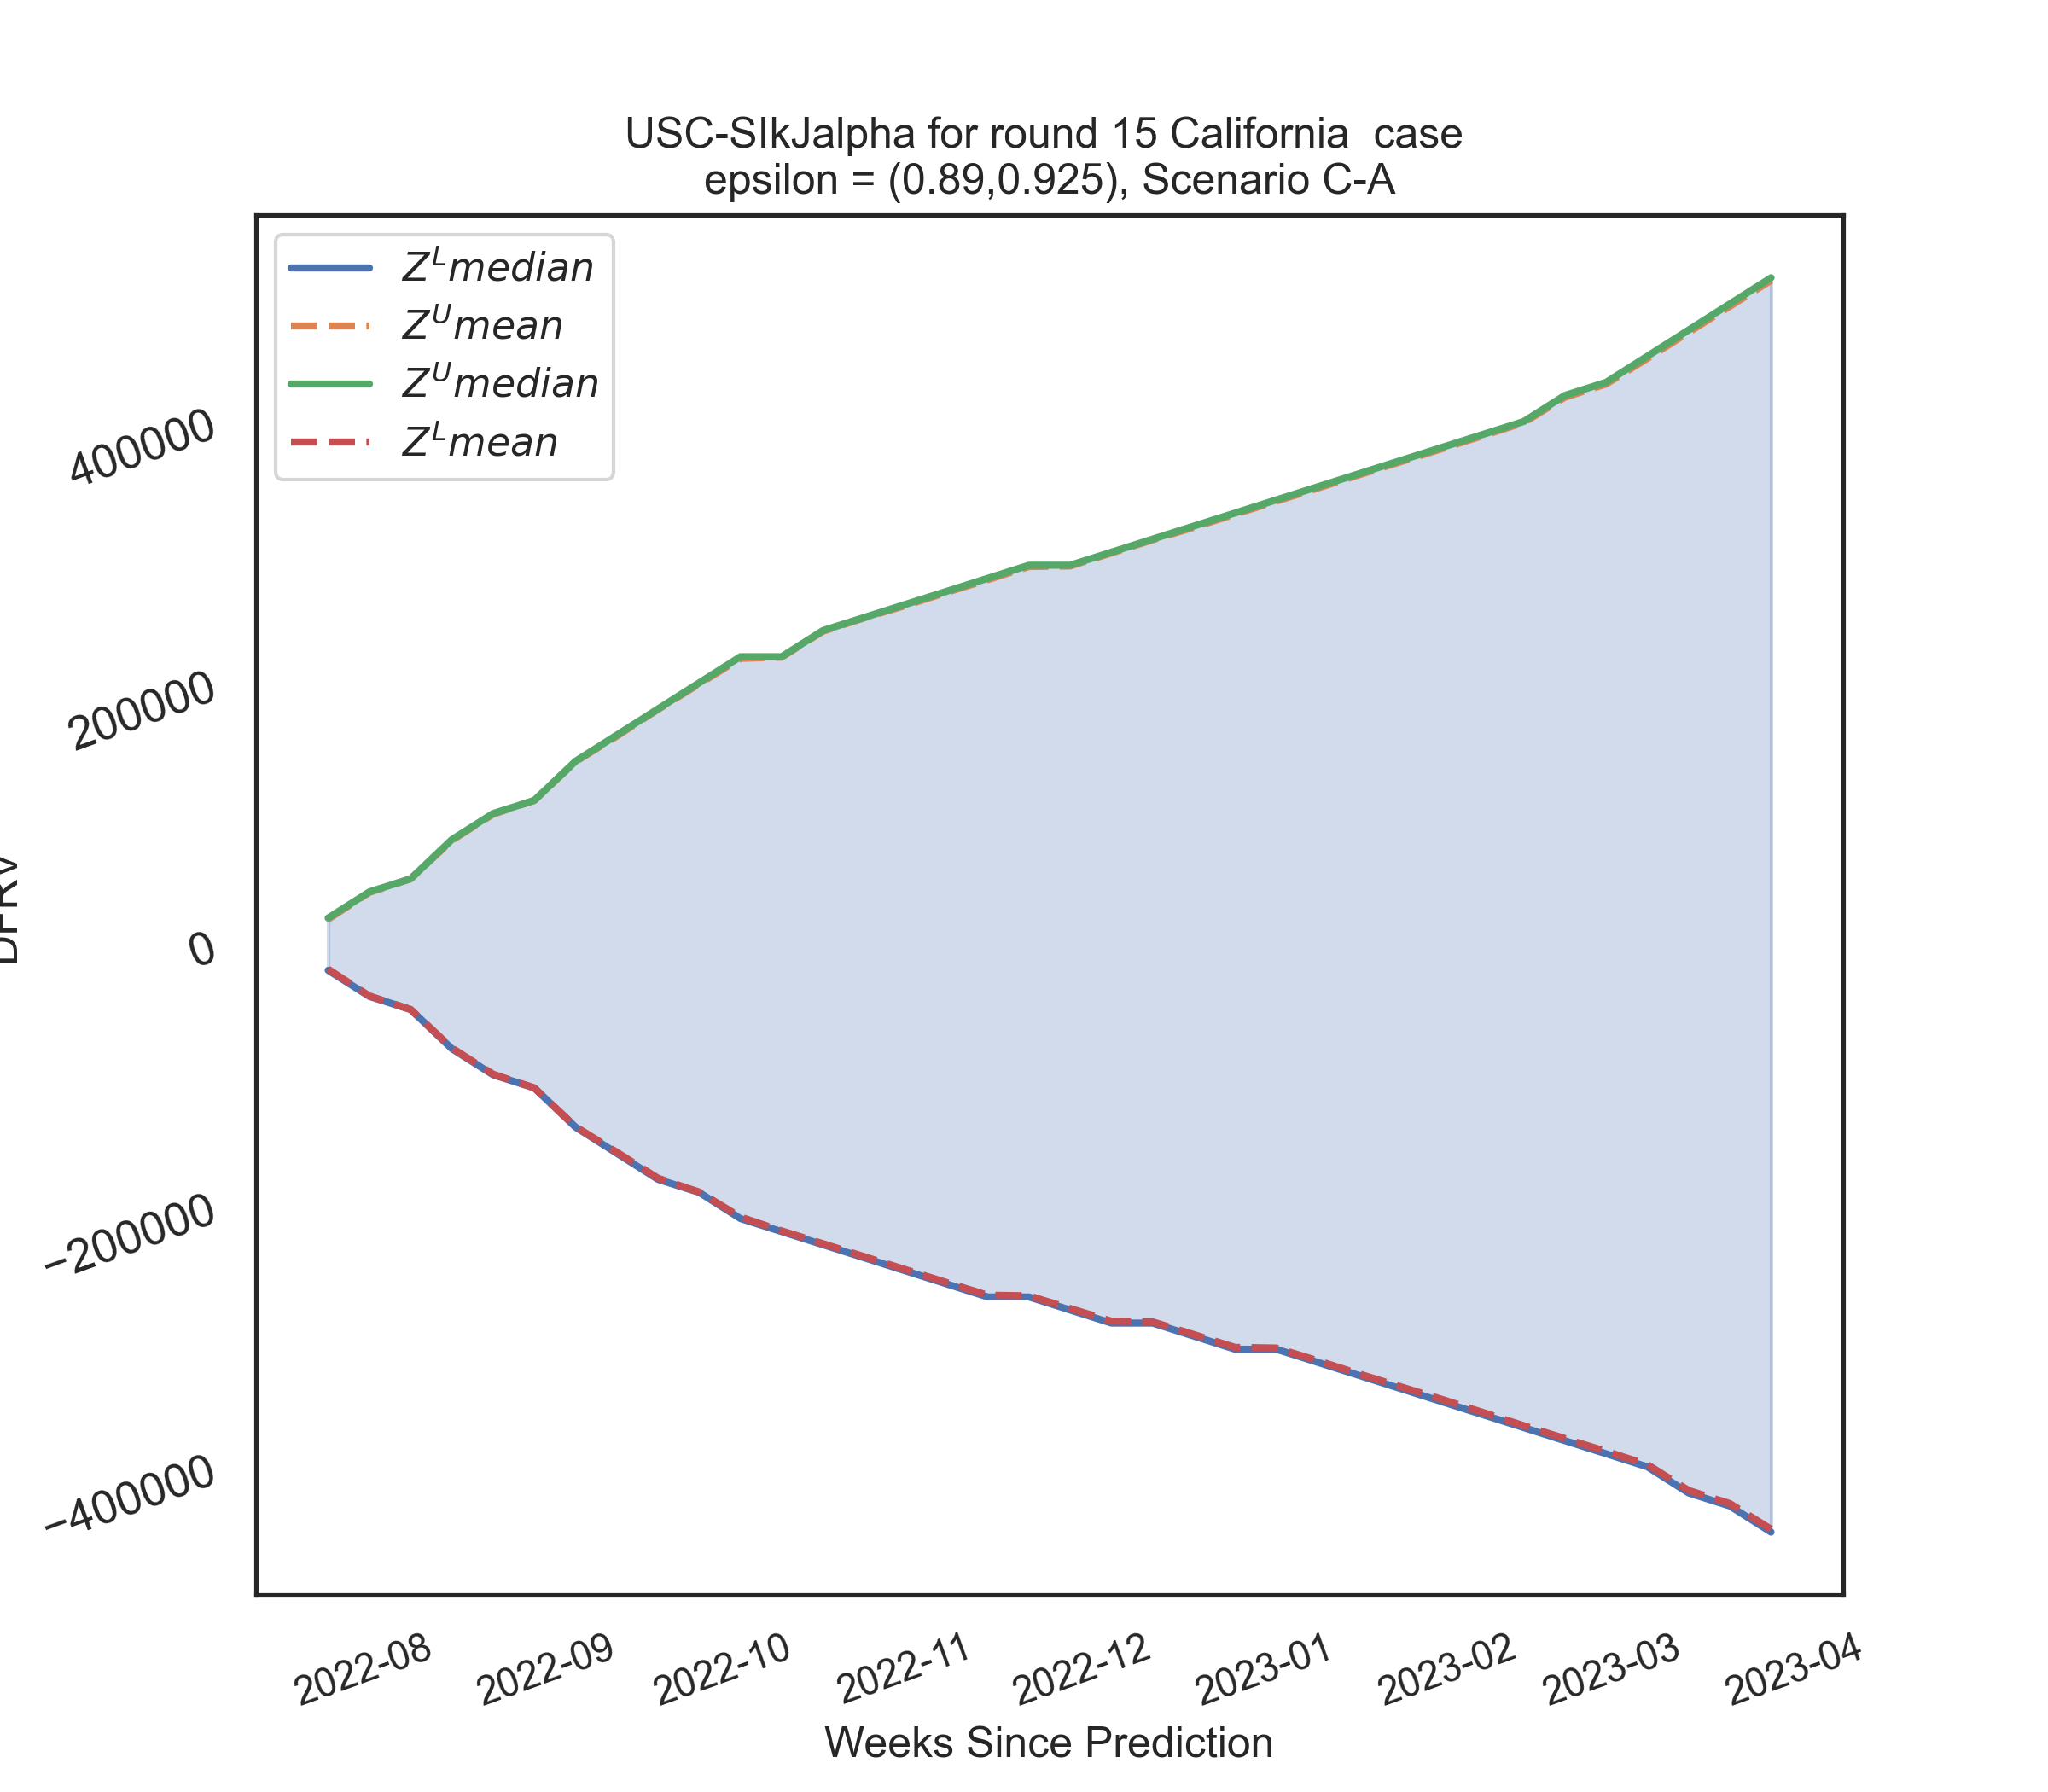 USC-SIkJalpha for round 15 California  case
epsilon = (0.89,0.925), Scenario C-A
Z^L median
Z^U mean
Z^U median
Z^L mean
400000
200000
0
−200000
−400000
2022-08
2022-09
2022-10
2022-11
2022-12
2023-01
2023-02
2023-03
2023-04
Weeks Since Prediction